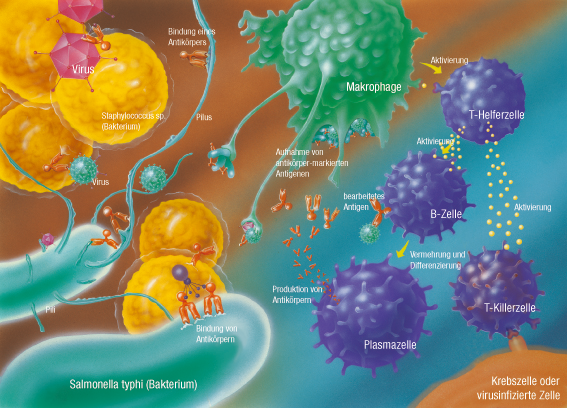 Bindung eines
Antikörpers
Virus
Makrophage
Aktivierung
Staphylococcus sp.
(Bakterium)
Pilus
T-Helferzelle
Aktivierung
Aufnahme von
antikörper-markierten
Antigenen
Virus
bearbeitetes
Antigen
B-Zelle
Aktivierung
Vermehrung und
Differenzierung
Produktion von
Antikörpern
Pili
T-Killerzelle
Bindung von
Antikörpern
Plasmazelle
Salmonella typhi (Bakterium)
Krebszelle oder
virusinfizierte Zelle